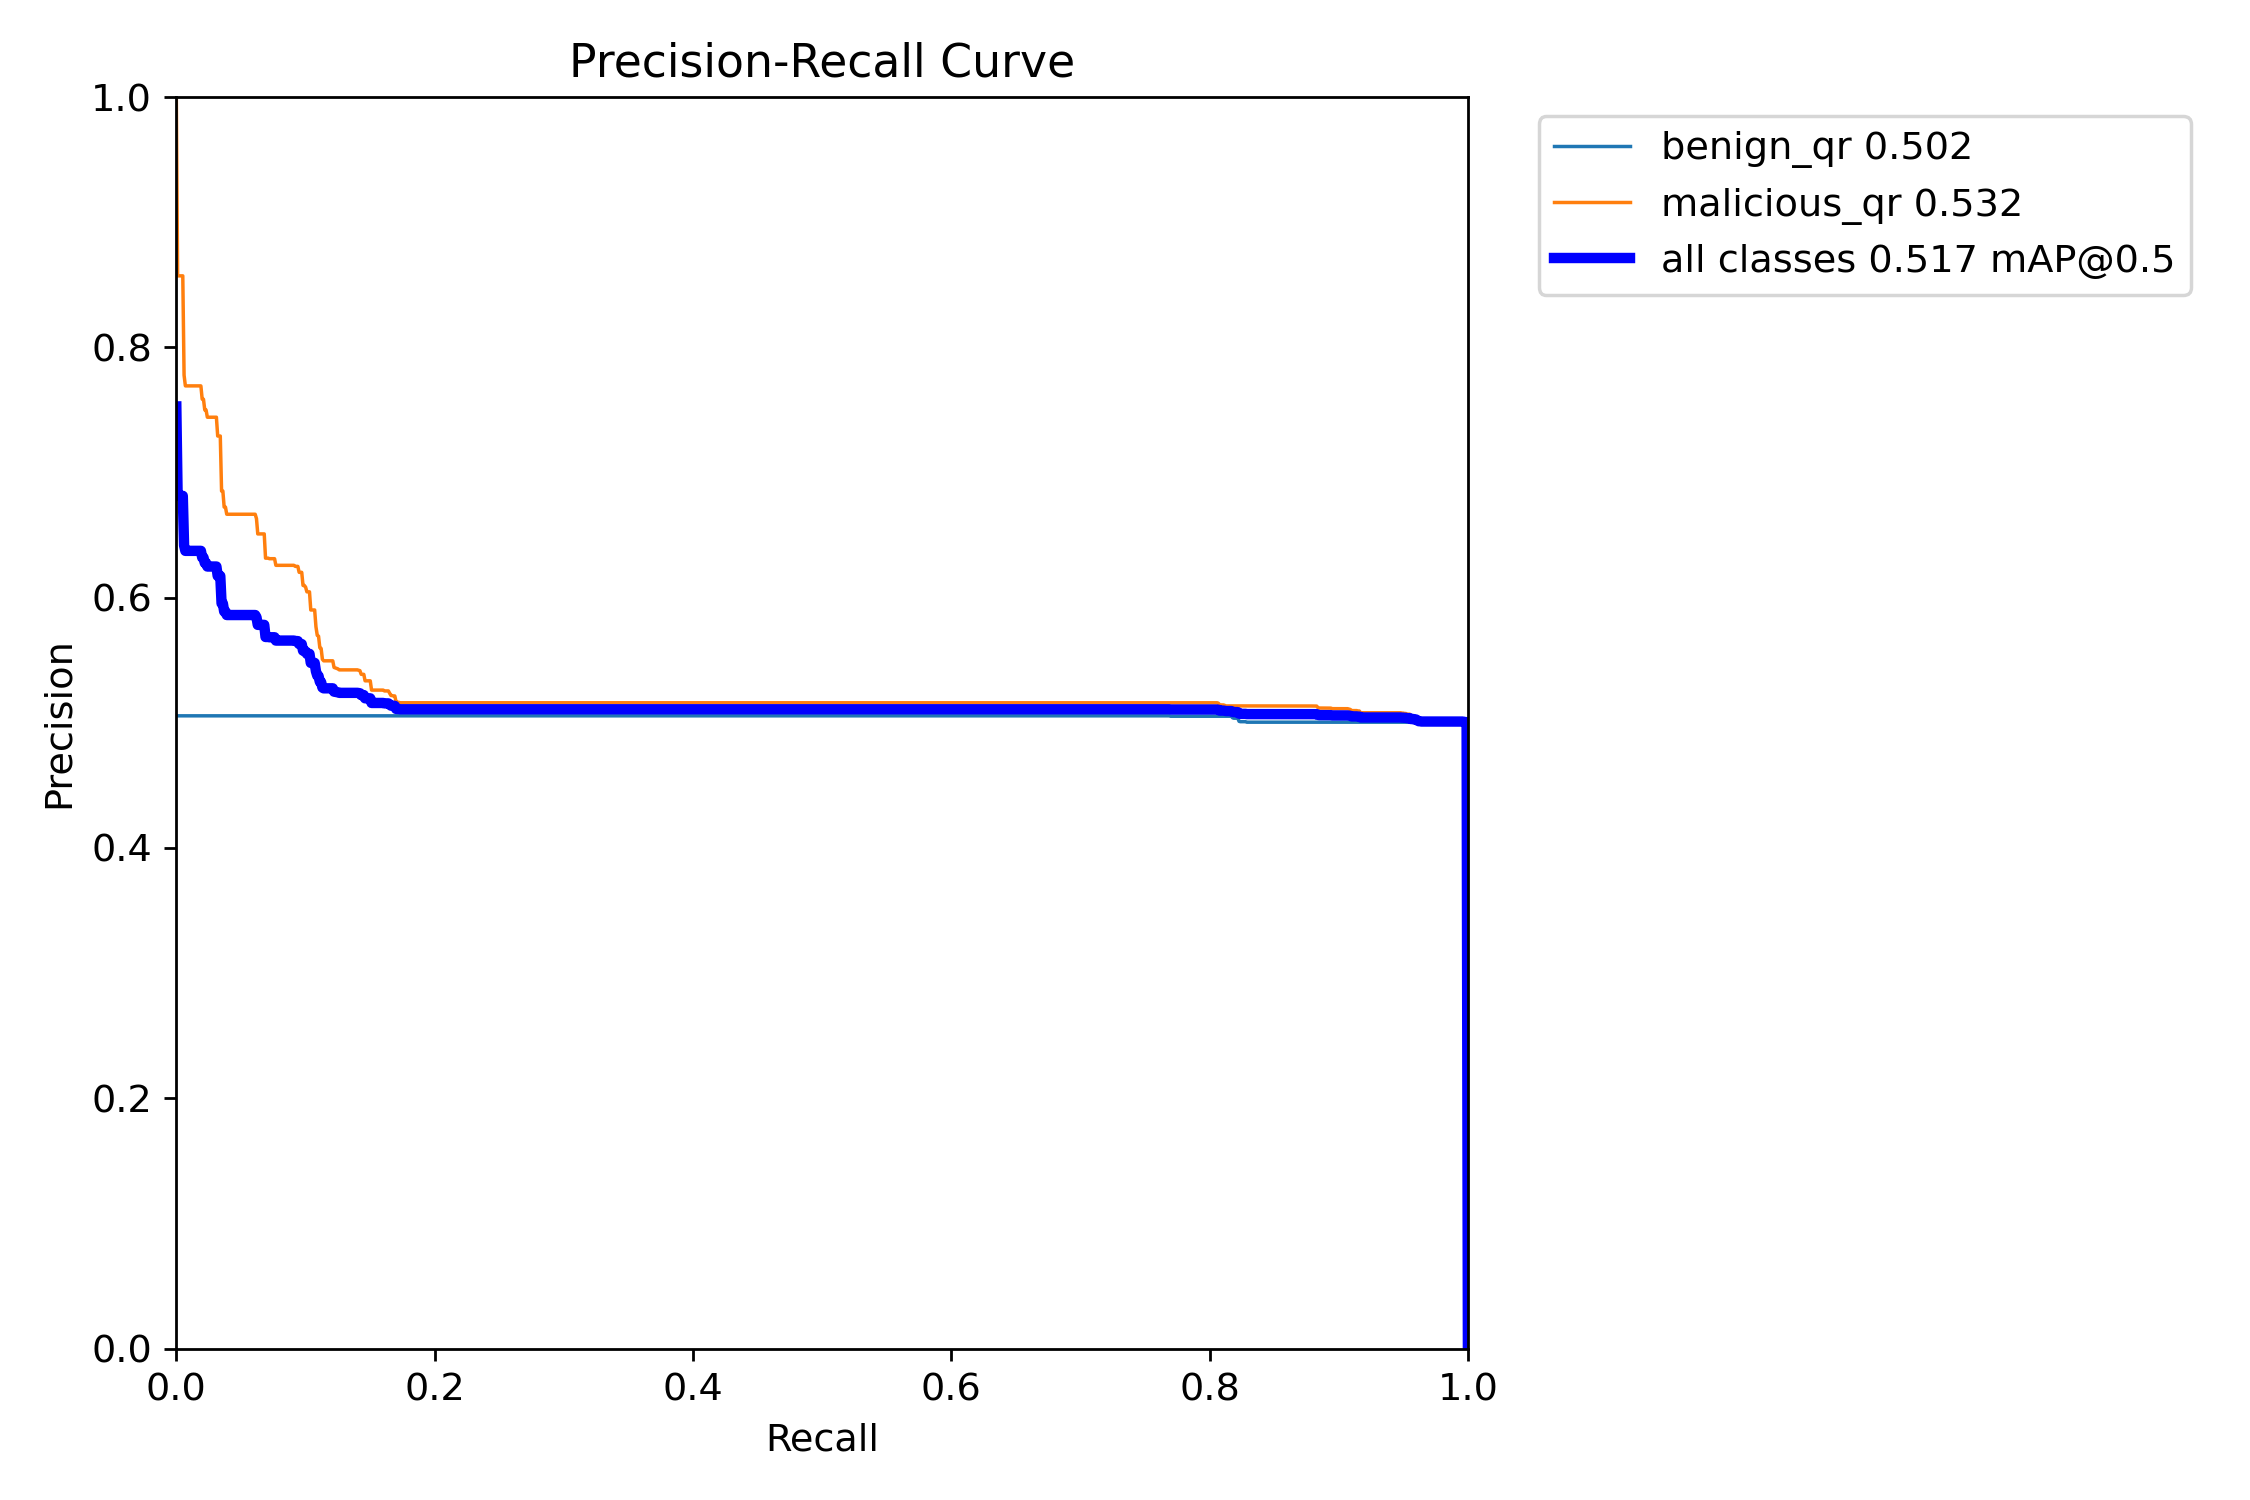 Precision-Recall Curve
1.0
0.8
0.6
0.4
0.2
0.0
Precision
0.0 0.2 0.4 0.6 0.8 1.0
Recall
benign_qr 0.502
malicious_qr 0.532
all classes 0.517 mAP@0.5